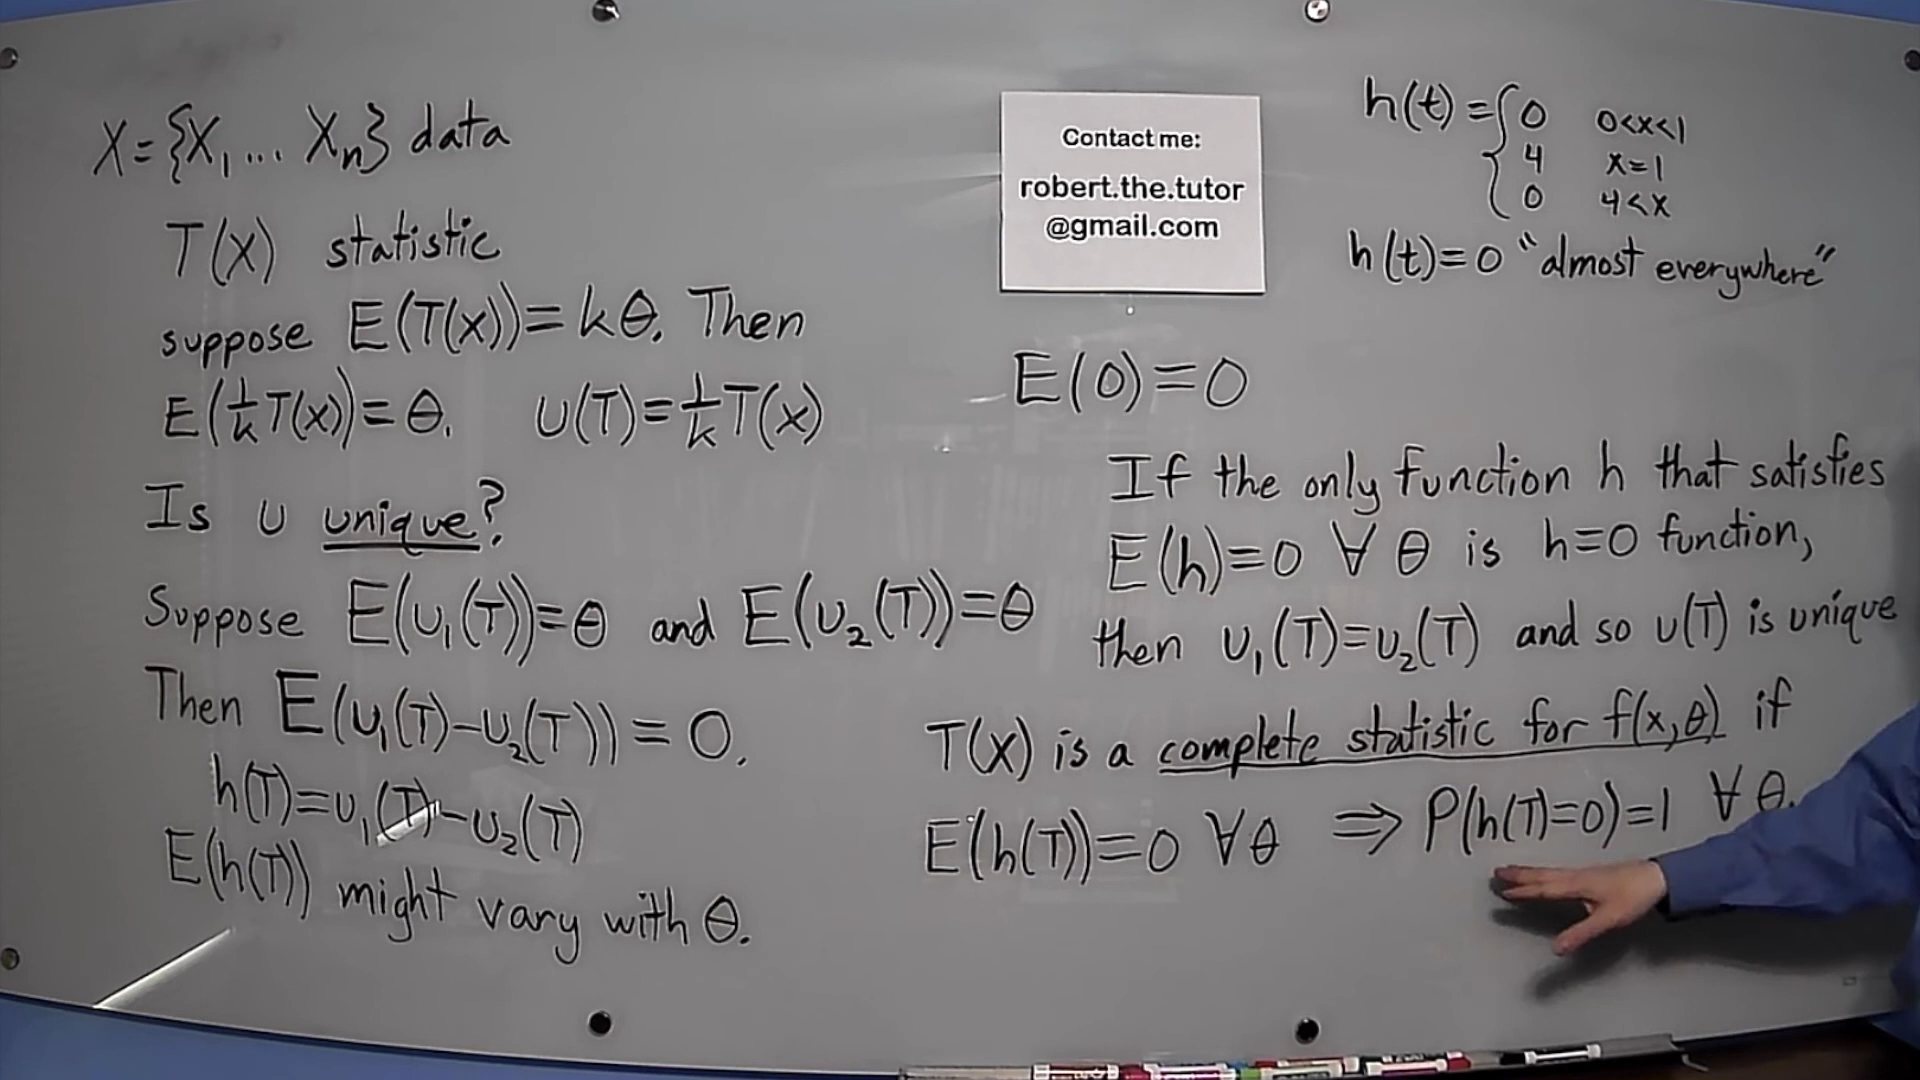 X={X₁... Xₙ} data
T(X) statistic
suppose E(T(X))=kθ. Then
E(1/k T(X))=θ. U(T)=1/k T(X)
Is U unique?
Suppose E(U₁(T))=θ and E(U₂(T))=θ
Then E(U₁(T)-U₂(T))=0.
h(T)=U₁(T)-U₂(T)
E(h(T)) might vary with θ.
Contact me:
robert.the.tutor
@gmail.com
h(t)={0 0<x<1
4 x=1
0 4<x
h(t)=0 "almost everywhere"
E(0)=0
If the only function h that satisfies
E(h)=0 ∀ θ is h=0 function,
then U₁(T)=U₂(T) and so U(T) is unique
T(X) is a complete statistic for f(x,θ) if
E(h(T))=0 ∀θ ⇒ P(h(T)=0)=1 ∀ θ.